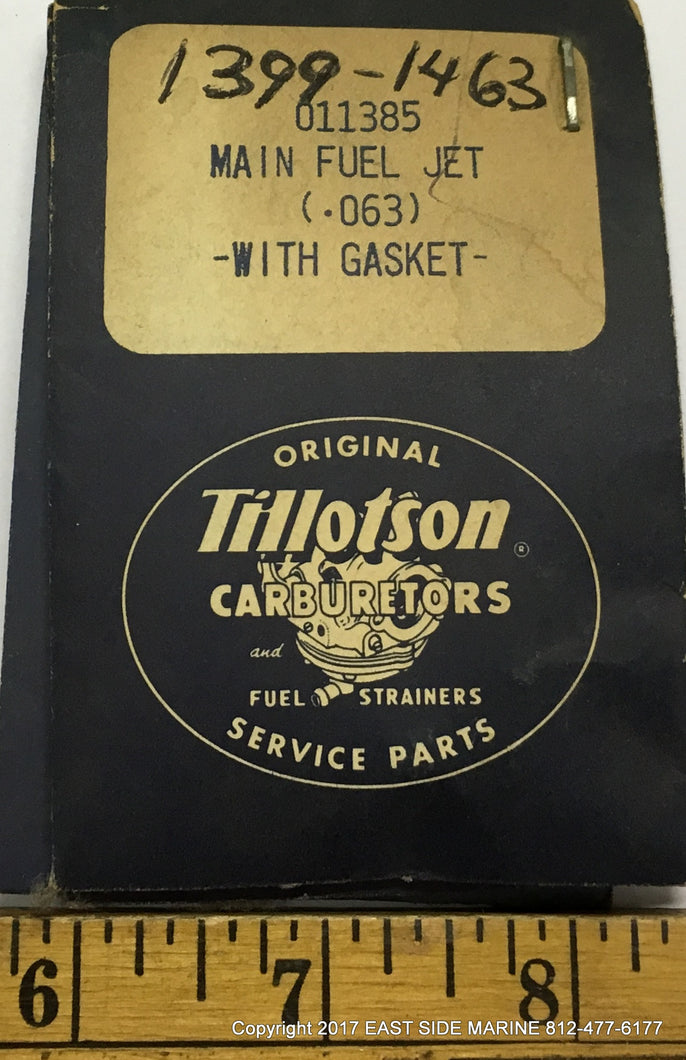 1399-1463
011385
MAIN FUEL JET
(.063)
-WITH GASKET-
ORIGINAL
Tillotson ®
CARBURETORS
and
FUEL STRAINERS
SERVICE PARTS
6 7 8
Copyright 2017 EAST SIDE MARINE 812-477-6177